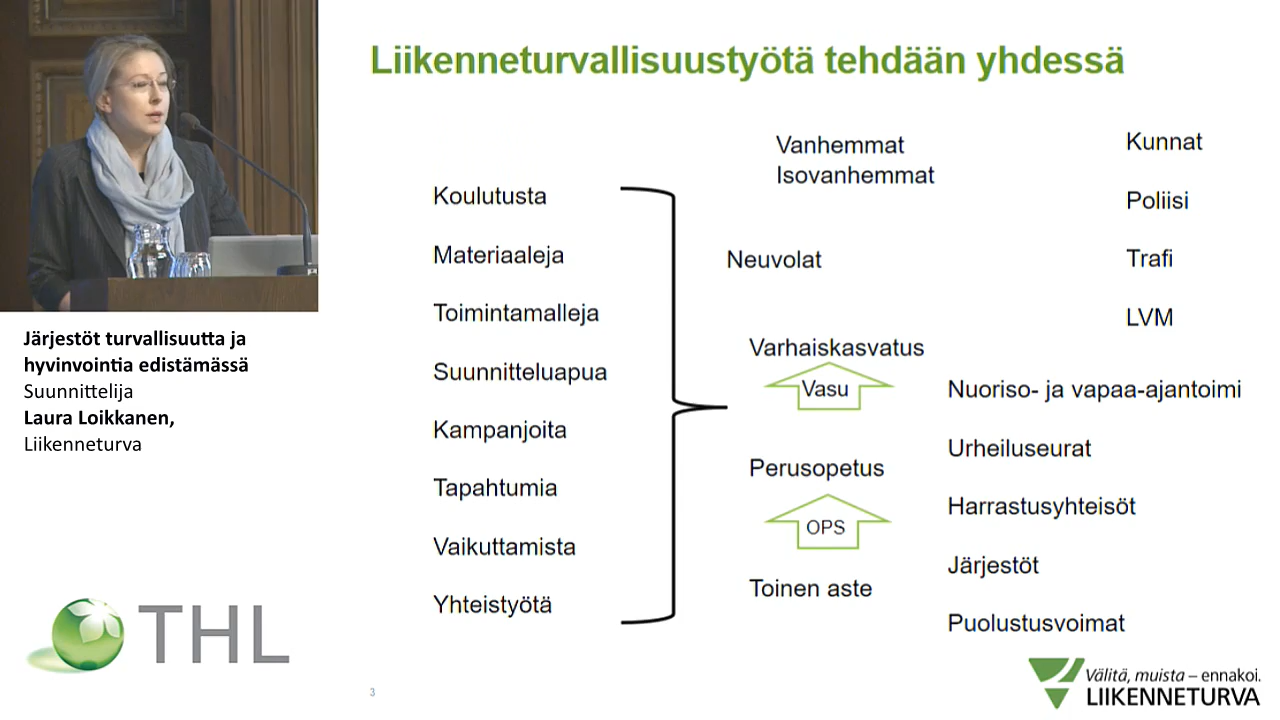 Liikenneturvallisuustyötä tehdään yhdessä
Koulutusta
Materiaaleja
Toimintamalleja
Suunnitteluapua
Kampanjoita
Tapahtumia
Vaikuttamista
Yhteistyötä
Vanhemmat
Isovanhemmat
Neuvolat
Varhaiskasvatus
Vasu
Perusopetus
OPS
Toinen aste
Kunnat
Poliisi
Trafi
LVM
Nuoriso- ja vapaa-ajantoimi
Urheiluseurat
Harrastusyhteisöt
Järjestöt
Puolustusvoimat
Järjestöt turvallisuutta ja
hyvinvointia edistämässä
Suunnittelija
Laura Loikkanen,
Liikenneturva
THL
3
Välitä, muista – ennakoi.
LIIKENNETURVA